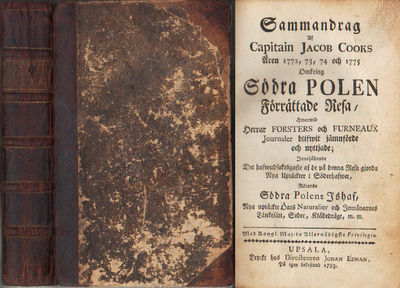 Sammandrag
Af
Capitain JACOB COOKS
Åren 1772, 73, 74 och 1775
Omkring
Södra POLEN
Förrättade Resa,
Hwarwid
Herrar FORSTERS och FURNEAUX
Journaler blifwit jämnförde
och nyttjade;
Innehållande
Det hufwudsakeligaste af de på denna Resa gjorda
Nya Uptäckter i Söderhafwen,
Rörande
Södra Polens Ishaf,
Nya uptäckte Öars Naturalier och Inwånarnes
Tänkesätt, Seder, Klädedrägt, m. m.
Med Kongl. Maj:ts Allernådigste Privilegio.
UPSALA,
Tryckt hos Directeuren JOHAN EDMAN,
På egen bekostnad 1783.